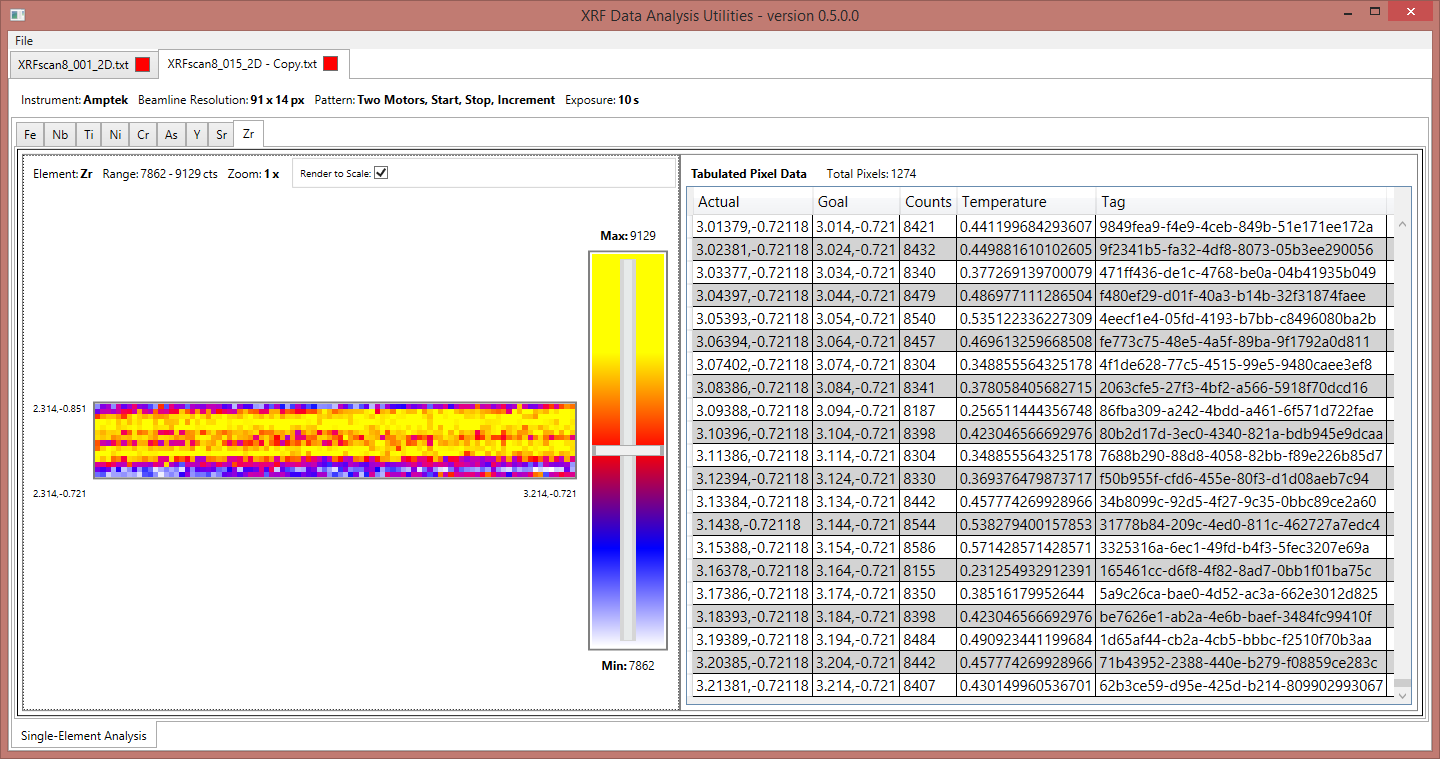 XRF Data Analysis Utilities - version 0.5.0.0
File
XRFscan8_001_2D.txt XRFscan8_015_2D - Copy.txt
Instrument: Amptek Beamline Resolution: 91 x 14 px Pattern: Two Motors, Start, Stop, Increment Exposure: 10 s
Fe Nb Ti Ni Cr As Y Sr Zr
Element: Zr Range: 7862 - 9129 cts Zoom: 1 x Render to Scale:
Max: 9129
2.314,-0.851
2.314,-0.721 3.214,-0.721
Min: 7862
Tabulated Pixel Data Total Pixels: 1274
Actual Goal Counts Temperature Tag
3.01379,-0.72118 3.014,-0.721 8421 0.441199684293607 9849fea9-f4e9-4ceb-849b-51e171ee172a
3.02381,-0.72118 3.024,-0.721 8432 0.449881610102605 9f2341b5-fa32-4df8-8073-05b3ee290056
3.03377,-0.72118 3.034,-0.721 8340 0.377269139700079 471ff436-de1c-4768-be0a-04b41935b049
3.04397,-0.72118 3.044,-0.721 8479 0.486977111286504 f480ef29-d01f-40a3-b14b-32f31874faee
3.05393,-0.72118 3.054,-0.721 8540 0.535122336227309 4eecf1e4-05fd-4193-b7bb-c8496080ba2b
3.06394,-0.72118 3.064,-0.721 8457 0.469613259668508 fe773c75-48e5-4a5f-89ba-9f1792a0d811
3.07402,-0.72118 3.074,-0.721 8304 0.348855564325178 4f1de628-77c5-4515-99e5-9480caee3ef8
3.08386,-0.72118 3.084,-0.721 8341 0.378058405682715 2063cfe5-27f3-4bf2-a566-5918f70dcd16
3.09388,-0.72118 3.094,-0.721 8187 0.256511444356748 86fba309-a242-4bdd-a461-6f571d722fae
3.10396,-0.72118 3.104,-0.721 8398 0.423046566692976 80b2d17d-3ec0-4340-821a-bdb945e9dcaa
3.11386,-0.72118 3.114,-0.721 8304 0.348855564325178 7688b290-88d8-4058-82bb-f89e226b85d7
3.12394,-0.72118 3.124,-0.721 8330 0.369376479873717 f50b955f-cfd6-455e-80f3-d1d08aeb7c94
3.13384,-0.72118 3.134,-0.721 8442 0.457774269928966 34b8099c-92d5-4f27-9c35-0bbc89ce2a60
3.1438,-0.72118 3.144,-0.721 8544 0.538279400157853 31778b84-209c-4ed0-811c-462727a7edc4
3.15388,-0.72118 3.154,-0.721 8586 0.571428571428571 3325316a-6ec1-49fd-b4f3-5fec3207e69a
3.16378,-0.72118 3.164,-0.721 8155 0.231254932912391 165461cc-d6f8-4f82-8ad7-0bb1f01ba75c
3.17386,-0.72118 3.174,-0.721 8350 0.38516179952644 5a9c26ca-bae0-4d52-ac3a-662e3012d825
3.18393,-0.72118 3.184,-0.721 8398 0.423046566692976 be7626e1-ab2a-4e6b-baef-3484fc99410f
3.19389,-0.72118 3.194,-0.721 8484 0.490923441199684 1d65af44-cb2a-4cb5-bbbc-f2510f70b3aa
3.20385,-0.72118 3.204,-0.721 8442 0.457774269928966 71b43952-2388-440e-b279-f08859ce283c
3.21381,-0.72118 3.214,-0.721 8407 0.430149960536701 62b3ce59-d95e-425d-b214-809902993067
Single-Element Analysis